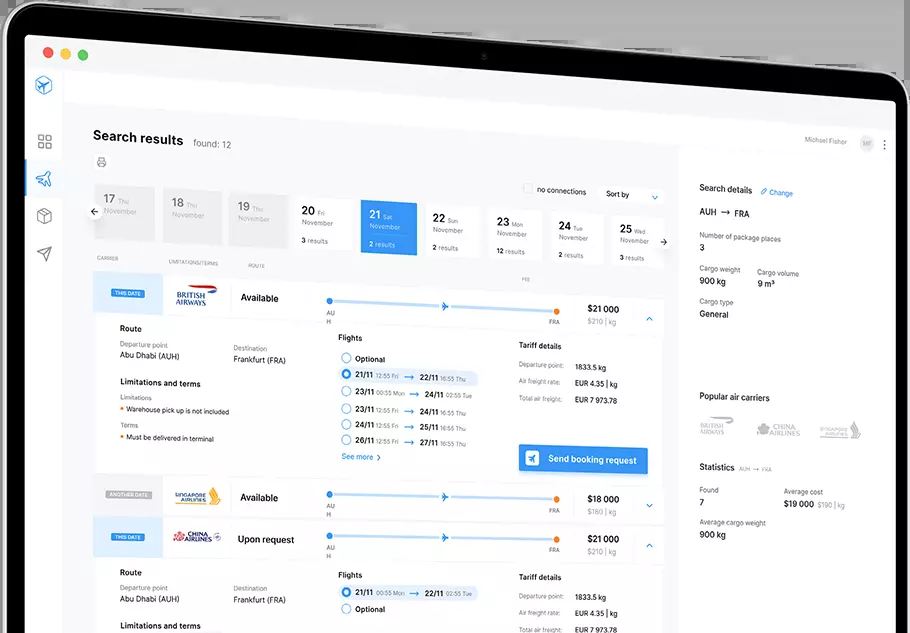 Michael Fisher
MF
Search results found: 12
no connections
Sort by
17 Thu
November
18 Thu
November
19 Thu
November
20 Fri
November
3 results
21 Sat
November
2 results
22 Sun
November
2 results
23 Mon
November
12 results
24 Tue
November
2 results
25 Wed
November
3 results
CARRIER
LIMITATIONS/TERMS
ROUTE
FEE
THIS DATE
BRITISH AIRWAYS
Available
AU
H
FRA
$21 000
$210 | kg
Route
Departure point
Abu Dhabi (AUH)
Destination
Frankfurt (FRA)
Limitations and terms
Limitations
Warehouse pick up is not included
Terms
Must be delivered in terminal
Flights
Optional
21/11 12:55 Fri → 22/11 16:55 Thu
23/11 00:55 Mon → 24/11 02:55 Tue
23/11 12:55 Fri → 24/11 16:55 Thu
24/11 12:55 Fri → 25/11 16:55 Thu
26/11 12:55 Fri → 27/11 16:55 Thu
See more
Tariff details
Departure point: 1833.5 kg
Air freight rate: EUR 4.35 | kg
Total air freight: EUR 7 973.78
Send booking request
ANOTHER DATE
SINGAPORE AIRLINES
Available
AU
H
FRA
$18 000
$180 | kg
THIS DATE
CHINA AIRLINES
Upon request
AU
H
FRA
$21 000
$210 | kg
Route
Departure point
Abu Dhabi (AUH)
Destination
Frankfurt (FRA)
Limitations and terms
Flights
21/11 00:55 Mon → 22/11 02:55 Tue
Optional
Tariff details
Departure point: 1833.5 kg
Air freight rate: EUR 4.35 | kg
Total air freight: EUR 7 973.78
Search details
Change
AUH → FRA
Number of package places
3
Cargo weight
900 kg
Cargo volume
9 m³
Cargo type
General
Popular air carriers
BRITISH AIRWAYS
CHINA AIRLINES
SINGAPORE AIRLINES
Statistics AUH → FRA
Found
7
Average cost
$19 000 $190 | kg
Average cargo weight
900 kg